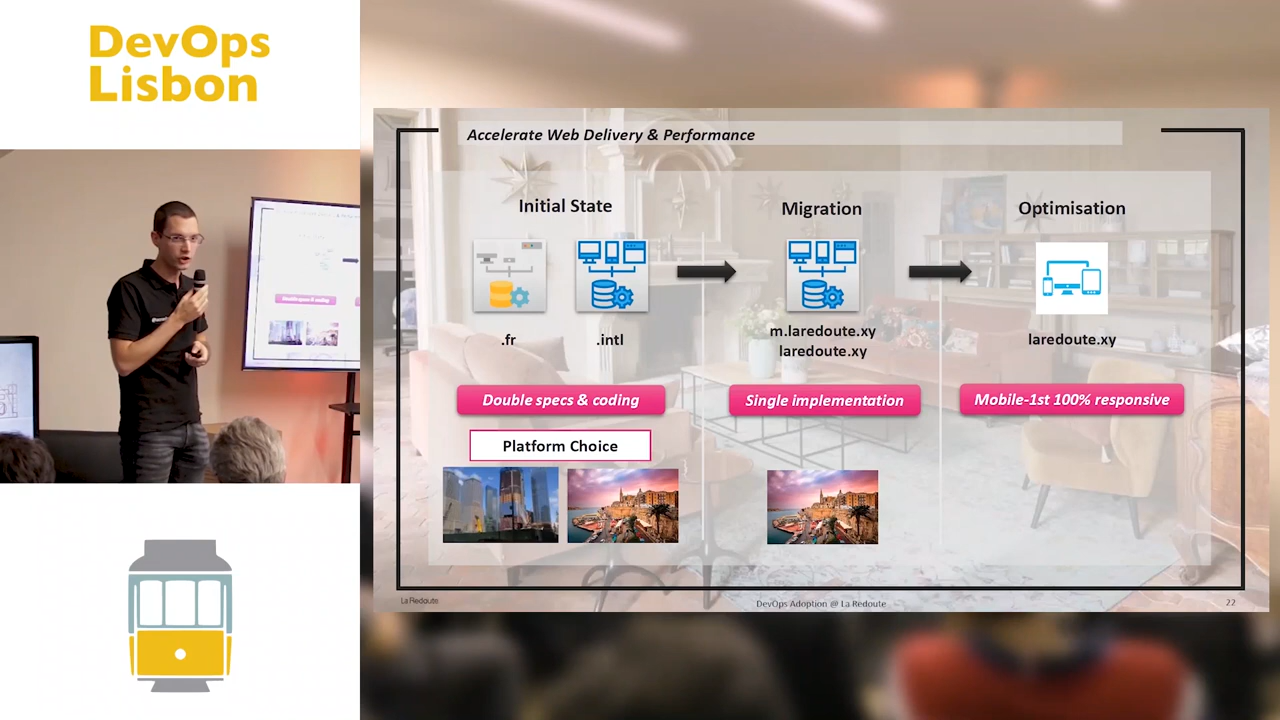 DevOps
Lisbon
Accelerate Web Delivery & Performance
Initial State
Migration
Optimisation
.fr
.intl
m.laredoute.xy
laredoute.xy
laredoute.xy
Double specs & coding
Single implementation
Mobile-1st 100% responsive
Platform Choice
La Redoute
DevOps Adoption @ La Redoute
22